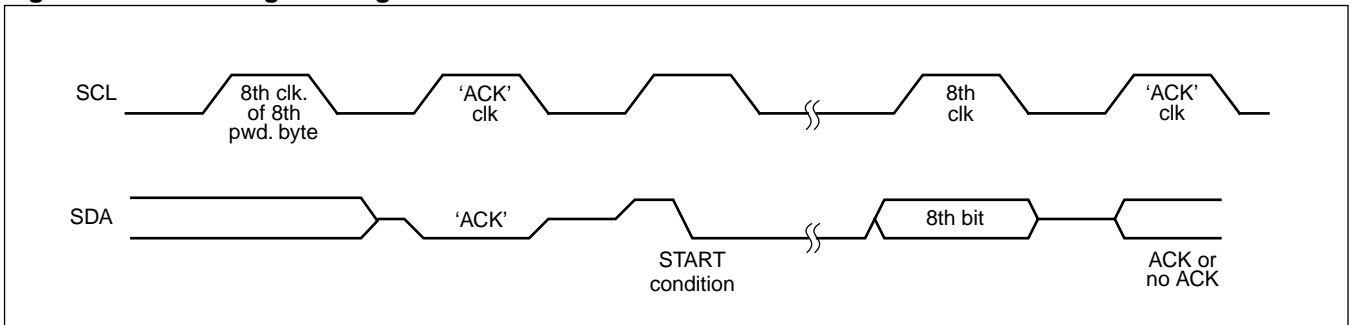 SCL
8th clk.
of 8th
pwd. byte
‘ACK’
clk
8th
clk
‘ACK’
clk
SDA
‘ACK’
8th bit
START
condition
ACK or
no ACK